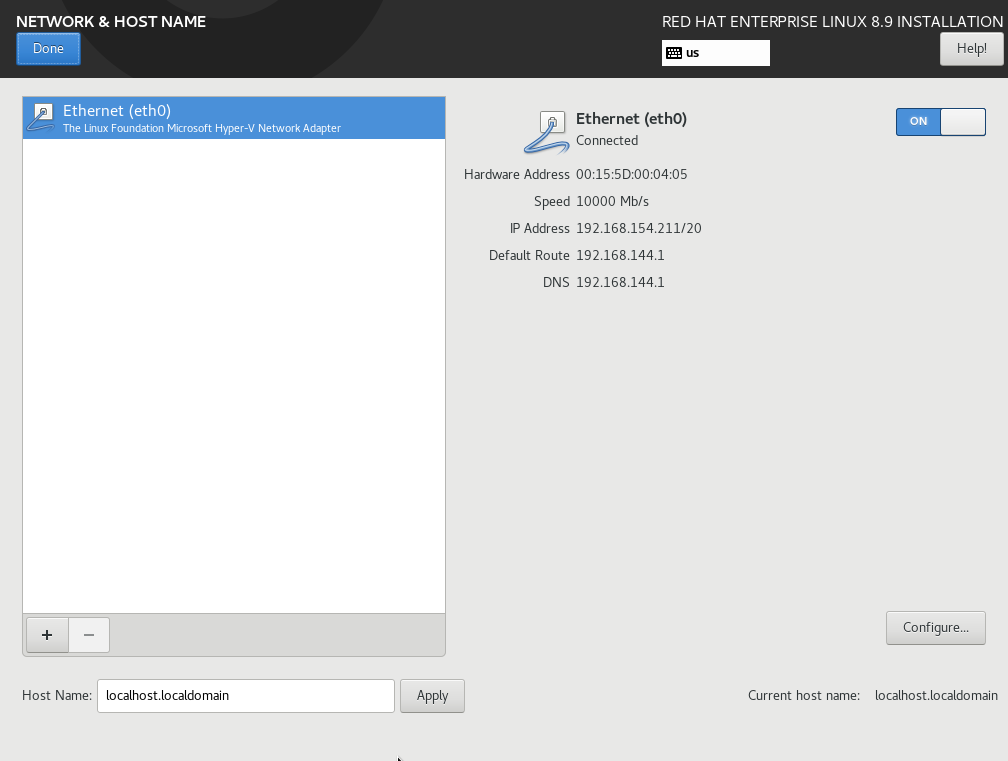 NETWORK & HOST NAME
RED HAT ENTERPRISE LINUX 8.9 INSTALLATION
Done
us
Help!
Ethernet (eth0)
The Linux Foundation Microsoft Hyper-V Network Adapter
Ethernet (eth0)
Connected
ON
Hardware Address 00:15:5D:00:04:05
Speed 10000 Mb/s
IP Address 192.168.154.211/20
Default Route 192.168.144.1
DNS 192.168.144.1
+ −
Configure...
Host Name: localhost.localdomain Apply
Current host name: localhost.localdomain